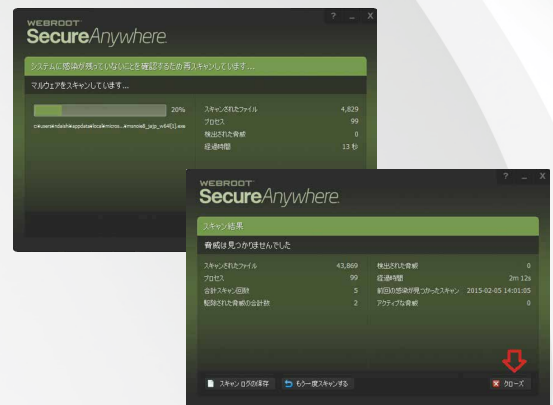 WEBROOT
SecureAnywhere.
システムに感染が残っていないことを確認するため再スキャンしています...
マルウェアをスキャンしています...
20%
スキャンされたファイル 4,829
プロセス 99
検出された脅威 0
経過時間 13 秒
WEBROOT
SecureAnywhere.
スキャン結果
脅威は見つかりませんでした
スキャンされたファイル 43,869 検出された脅威 0
プロセス 99 経過時間 2m 12s
合計スキャン回数 5 前回の感染が見つかったスキャン 2015-02-05 14:01:05
駆除された脅威の合計数 2 アクティブな脅威 0
スキャンログの保存 もう一度スキャンする クローズ